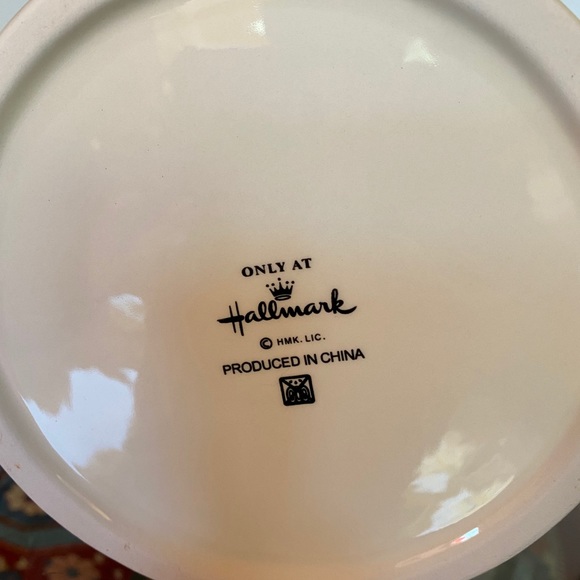 ONLY AT
Hallmark
© HMK. LIC.
PRODUCED IN CHINA